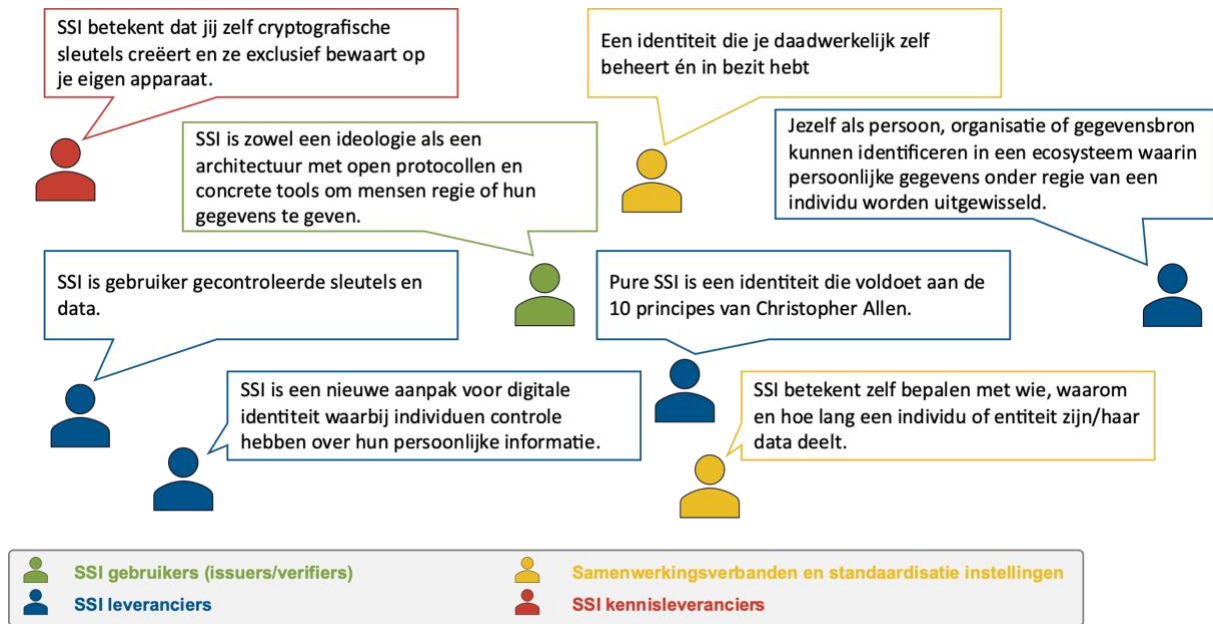 SSI betekent dat jij zelf cryptografische
sleutels creëert en ze exclusief bewaart op
je eigen apparaat.
Een identiteit die je daadwerkelijk zelf
beheert én in bezit hebt
SSI is zowel een ideologie als een
architectuur met open protocollen en
concrete tools om mensen regie of hun
gegevens te geven.
Jezelf als persoon, organisatie of gegevensbron
kunnen identificeren in een ecosysteem waarin
persoonlijke gegevens onder regie van een
individu worden uitgewisseld.
SSI is gebruiker gecontroleerde sleutels en
data.
Pure SSI is een identiteit die voldoet aan de
10 principes van Christopher Allen.
SSI is een nieuwe aanpak voor digitale
identiteit waarbij individuen controle
hebben over hun persoonlijke informatie.
SSI betekent zelf bepalen met wie, waarom
en hoe lang een individu of entiteit zijn/haar
data deelt.
SSI gebruikers (issuers/verifiers)
Samenwerkingsverbanden en standaardisatie instellingen
SSI leveranciers
SSI kennisleveranciers